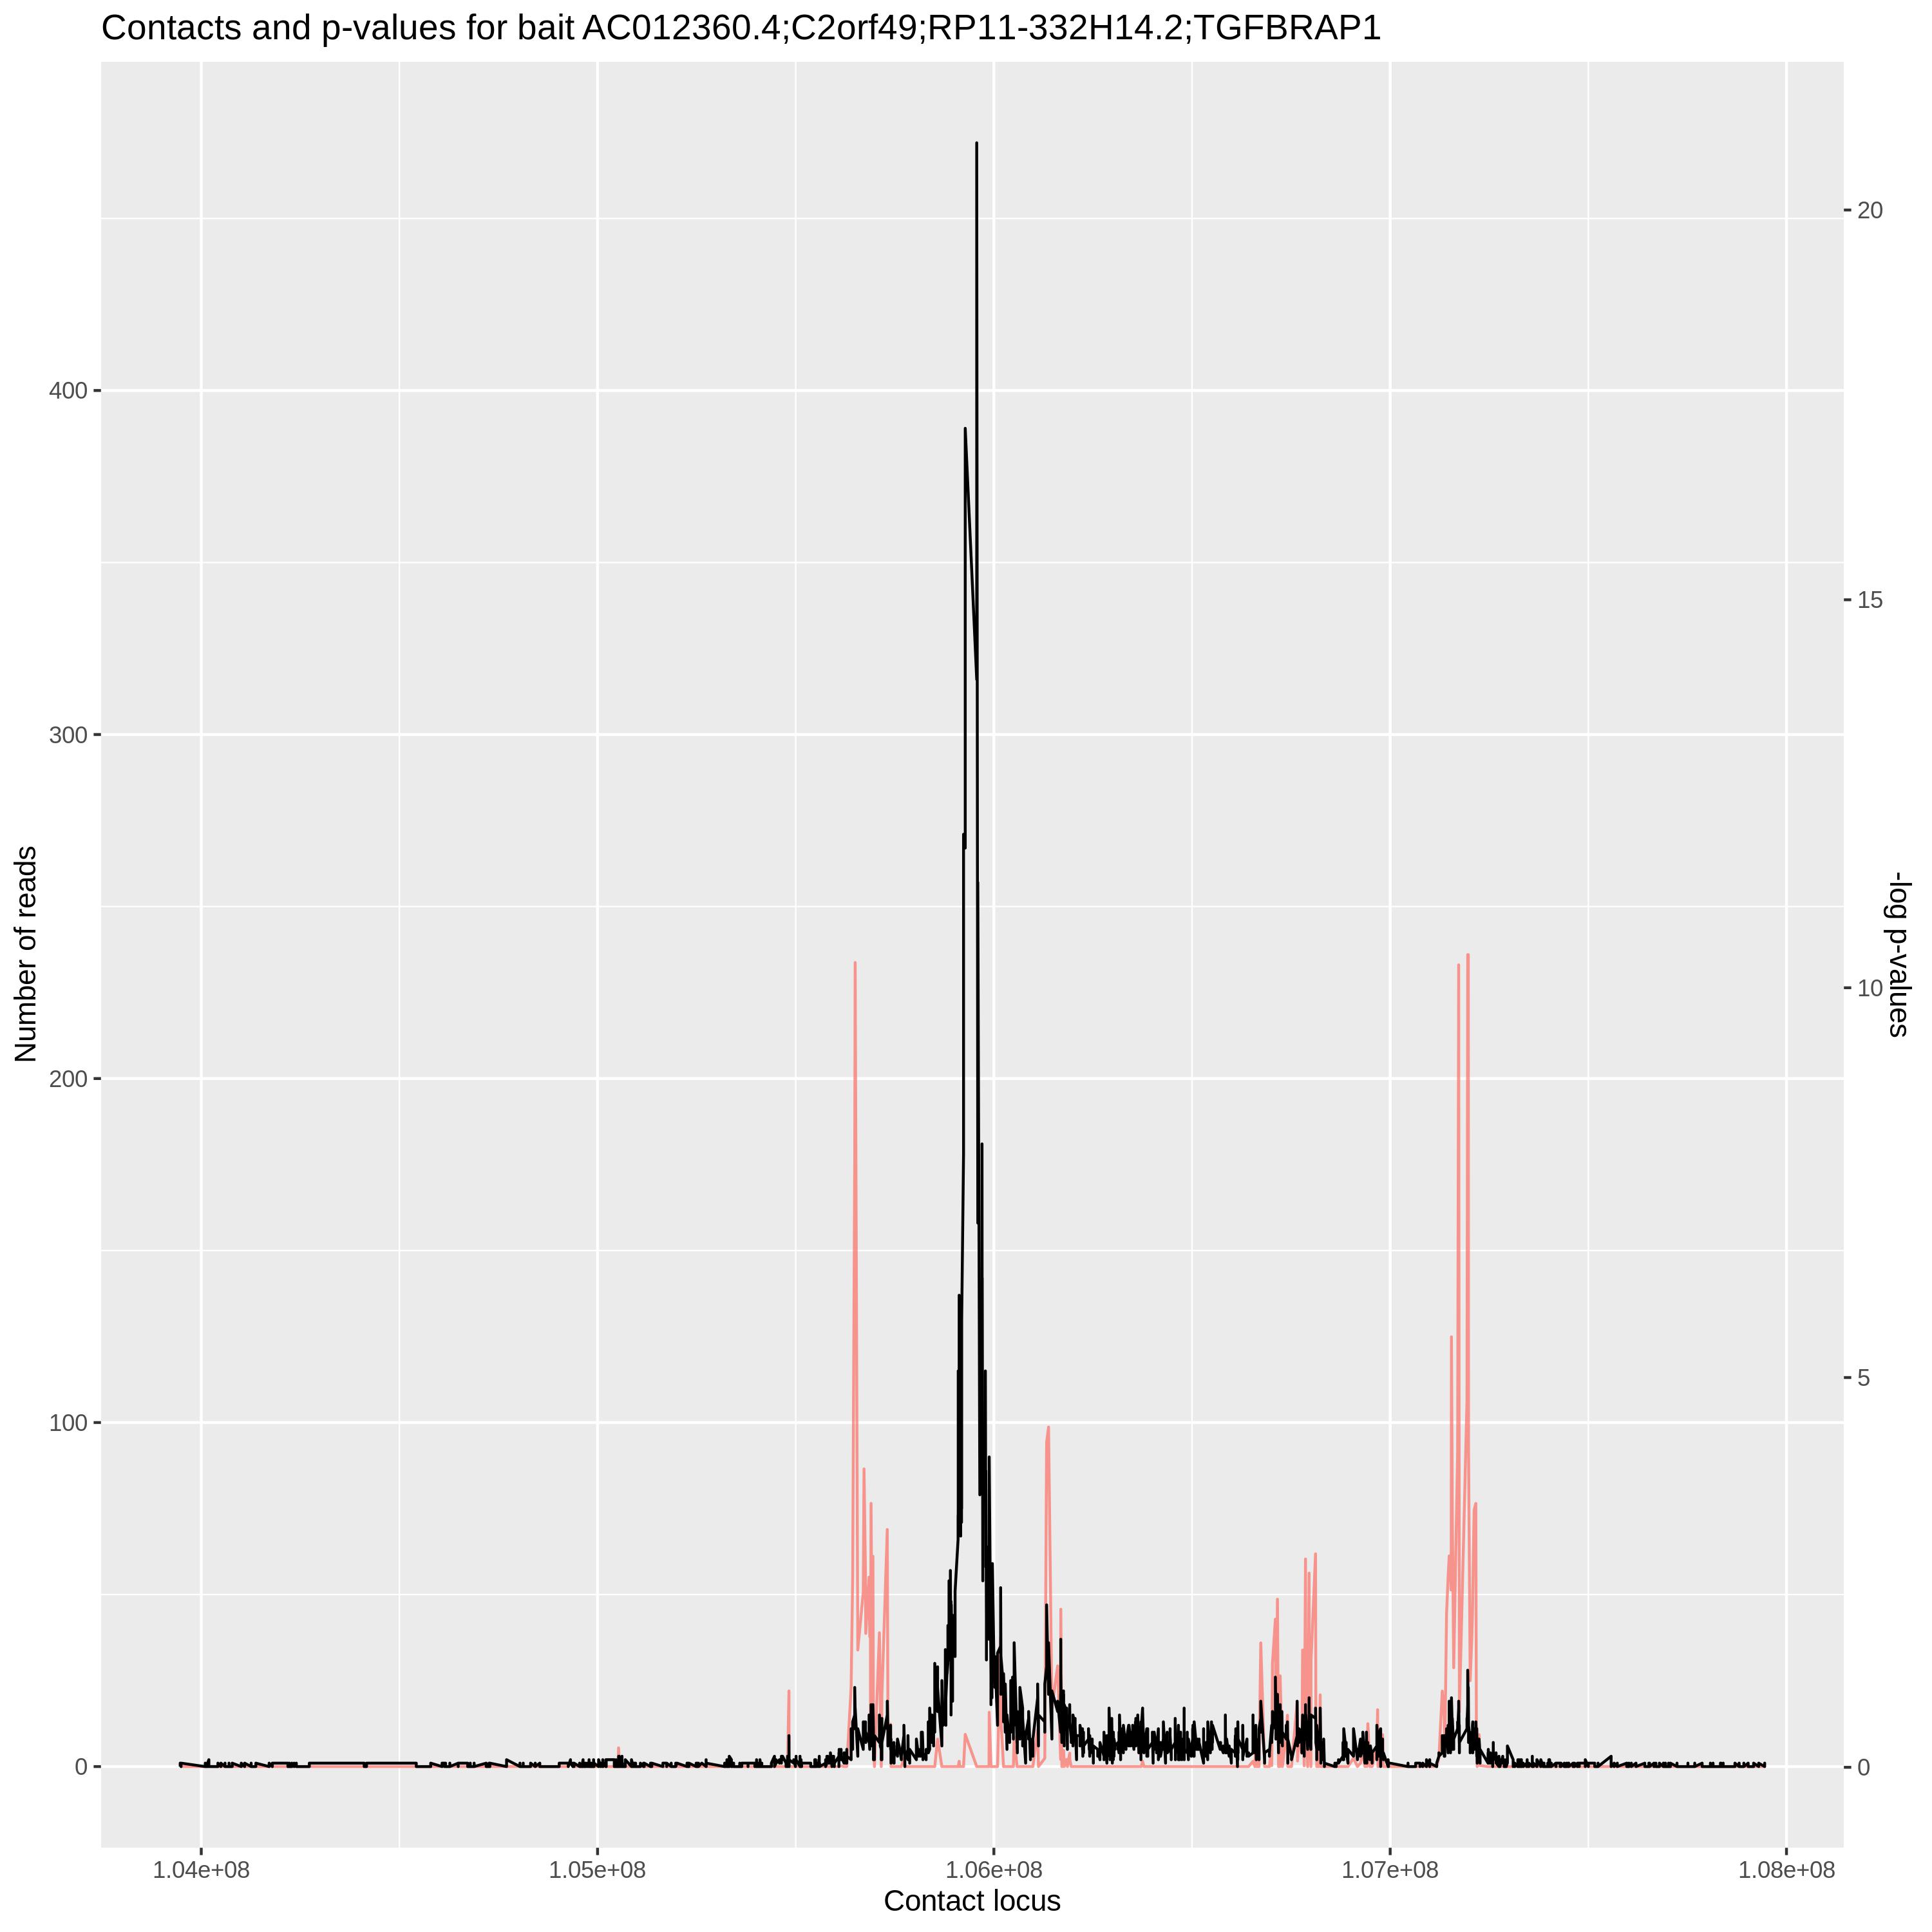 Contacts and p-values for bait AC012360.4;C2orf49;RP11-332H14.2;TGFBRAP1
Number of reads
400
300
200
100
0
20
15
10
5
0
-log p-values
1.04e+08 1.05e+08 1.06e+08 1.07e+08 1.08e+08
Contact locus